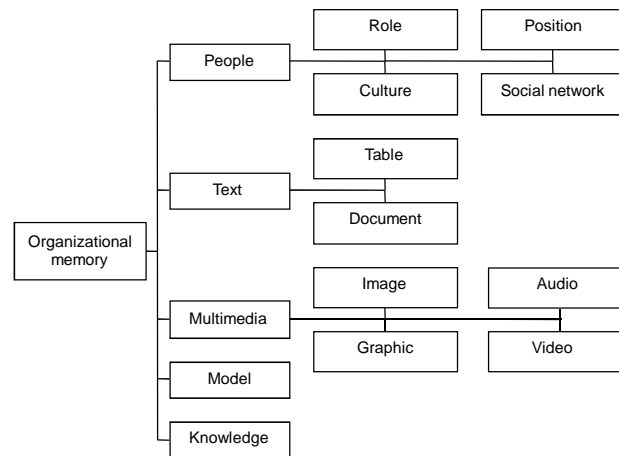 Role
Position
People
Culture
Social network
Table
Text
Document
Organizational
memory
Image
Audio
Multimedia
Graphic
Video
Model
Knowledge